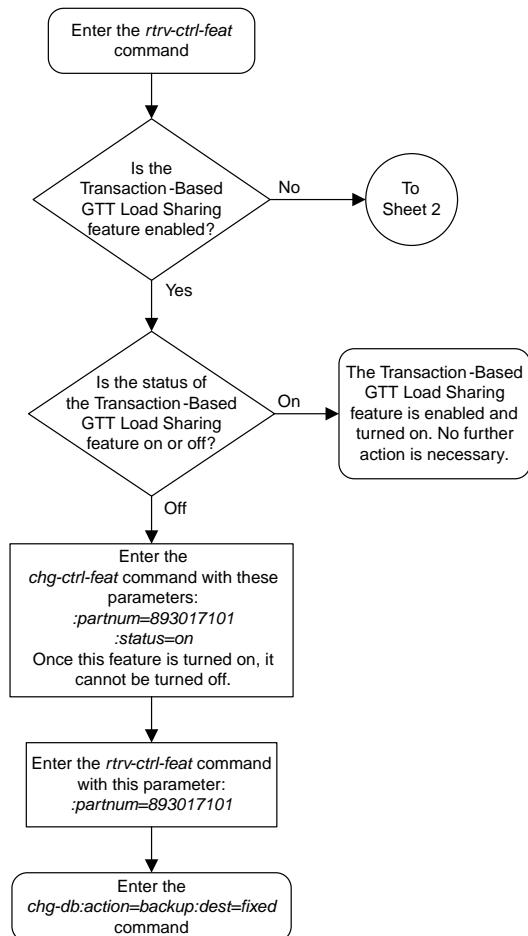 Enter the rtrv-ctrl-feat
command
Is the
Transaction-Based
GTT Load Sharing
feature enabled?
No
To
Sheet 2
Yes
Is the status of
the Transaction-Based
GTT Load Sharing
feature on or off?
On
The Transaction-Based
GTT Load Sharing
feature is enabled and
turned on. No further
action is necessary.
Off
Enter the
chg-ctrl-feat command with these
parameters:
:partnum=893017101
:status=on
Once this feature is turned on, it
cannot be turned off.
Enter the rtrv-ctrl-feat command
with this parameter:
:partnum=893017101
Enter the
chg-db:action=backup:dest=fixed
command